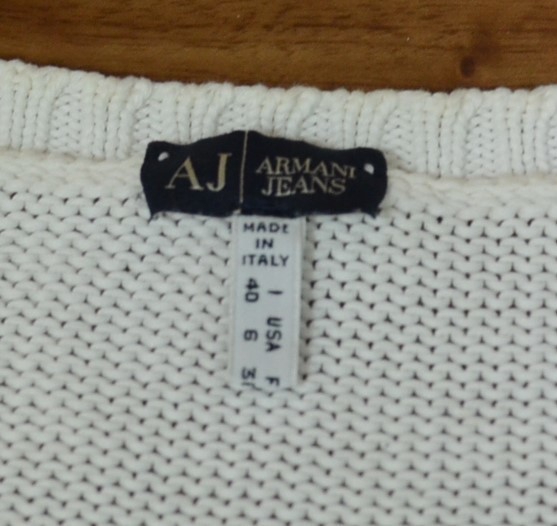 AJ
ARMANI
JEANS
MADE
IN
ITALY
I USA F
40 6